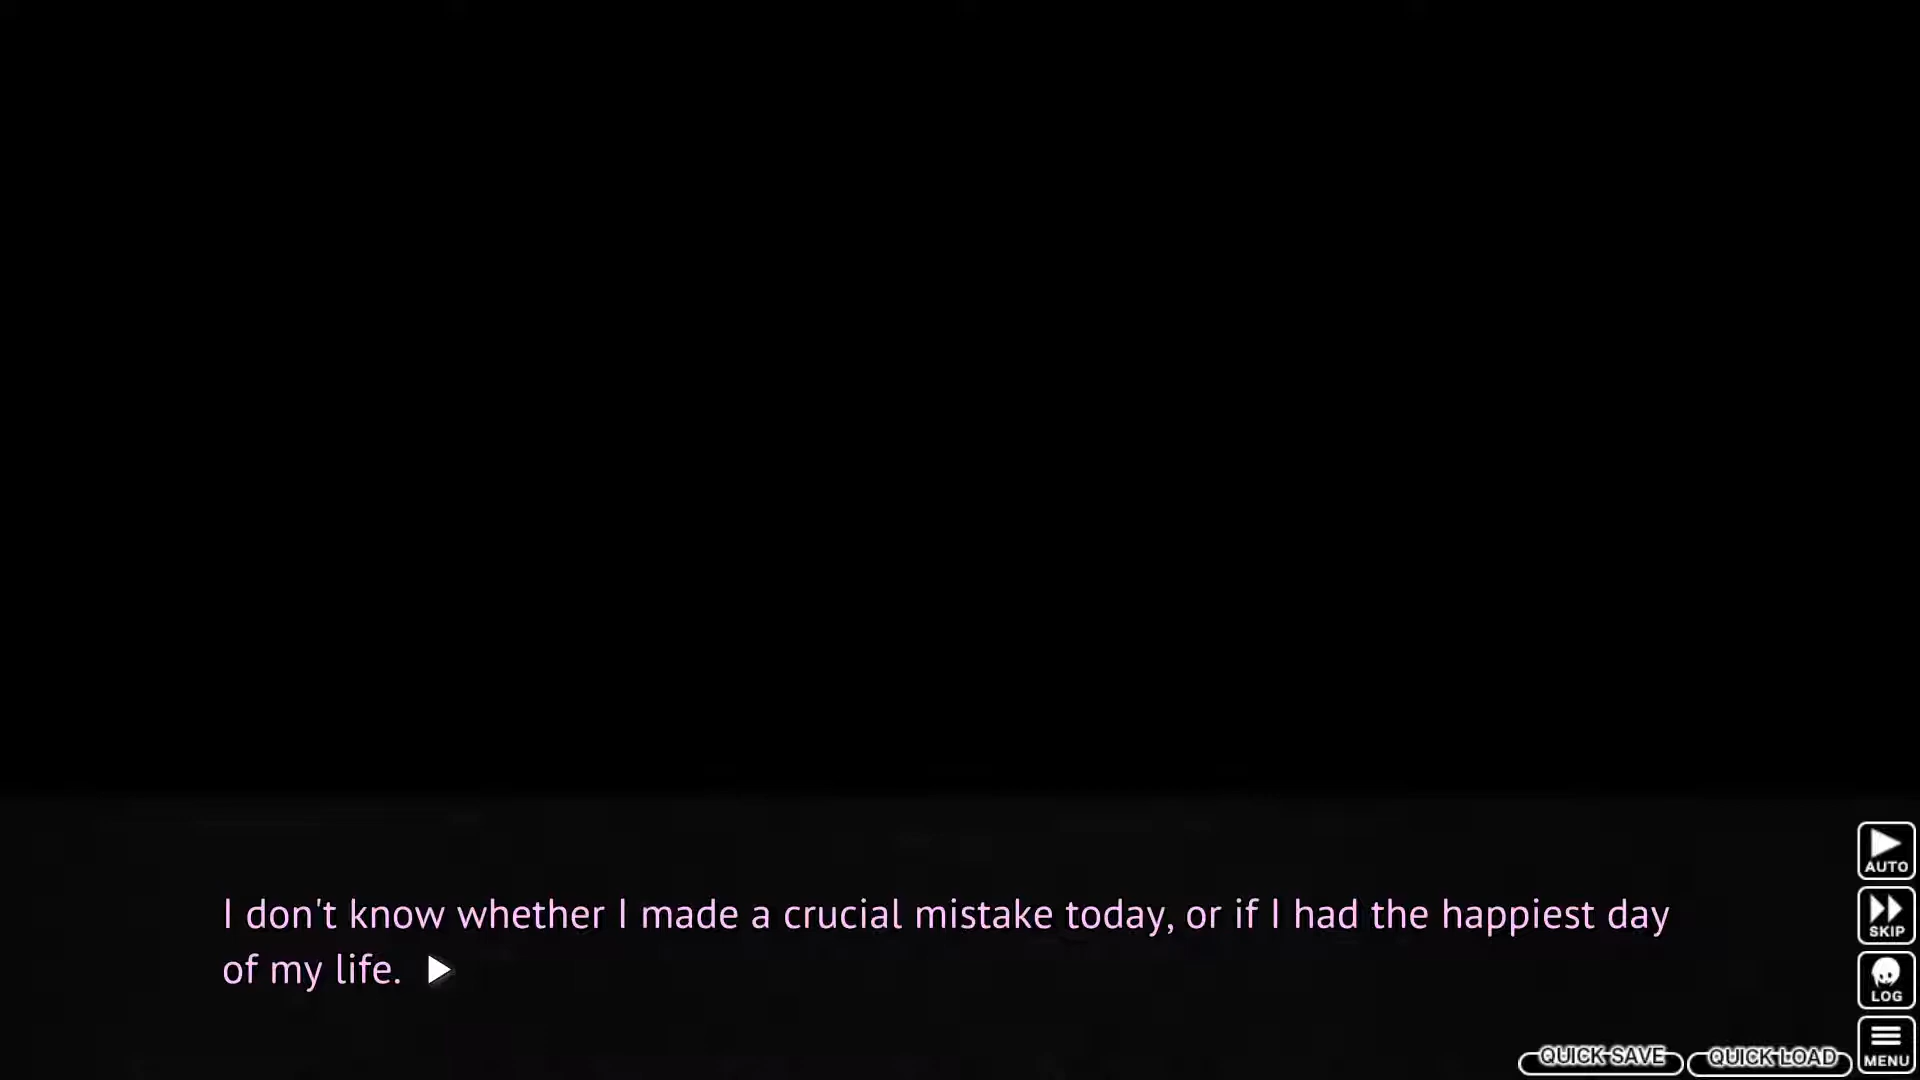 I don't know whether I made a crucial mistake today, or if I had the happiest day
of my life.
AUTO
SKIP
LOG
MENU
QUICK SAVE
QUICK LOAD